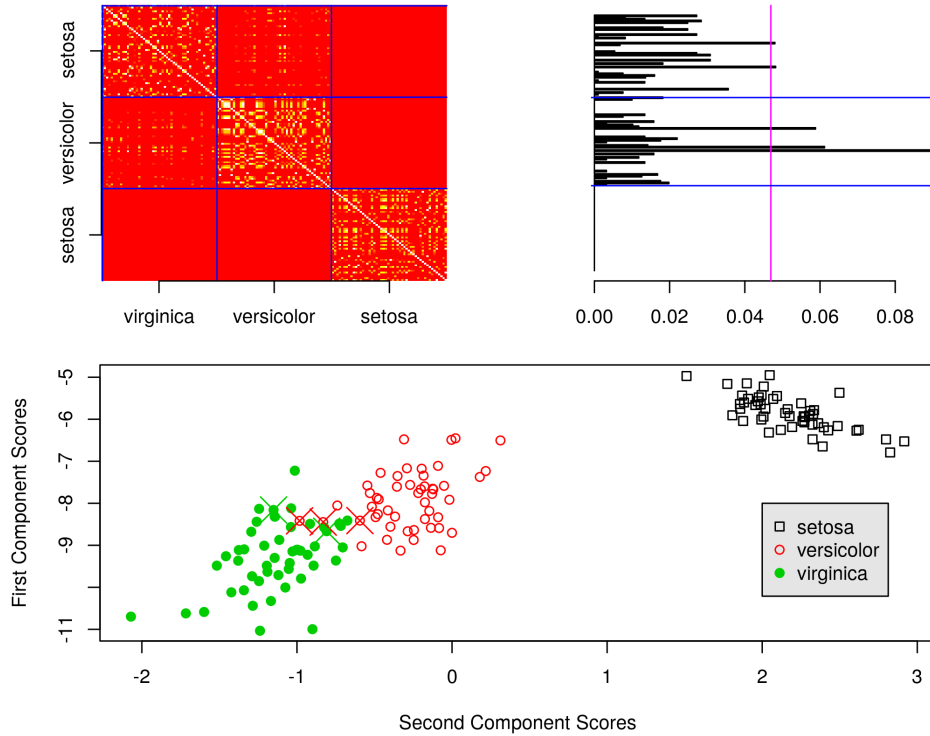 setosa
versicolor
setosa
virginica versicolor setosa
0.00 0.02 0.04 0.06 0.08
First Component Scores
-5
-6
-7
-8
-9
-11
setosa
versicolor
virginica
-2 -1 0 1 2 3
Second Component Scores